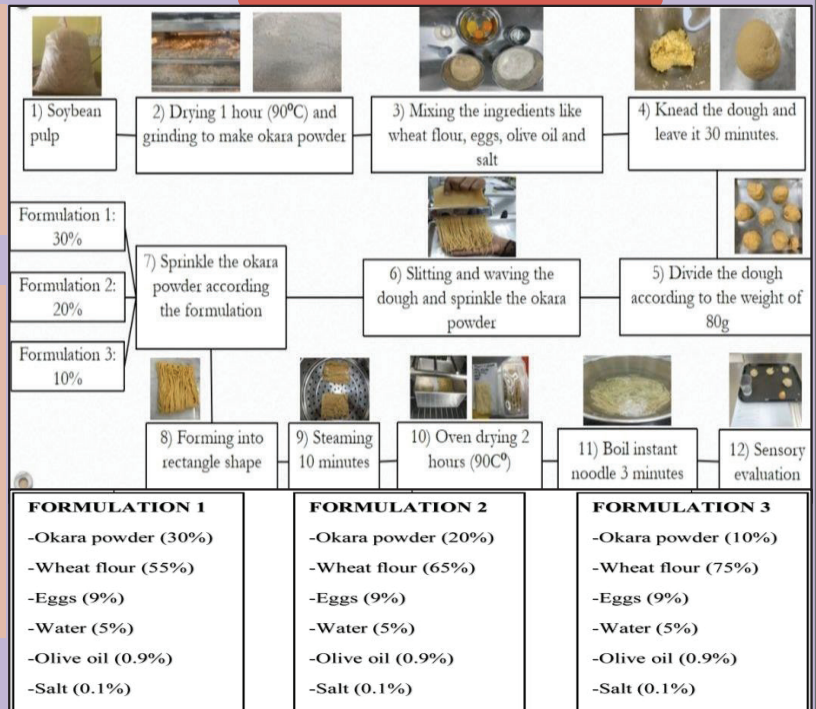 1) Soybean
pulp
2) Drying 1 hour (90⁰C) and
grinding to make okara powder
3) Mixing the ingredients like
wheat flour, eggs, olive oil and
salt
4) Knead the dough and
leave it 30 minutes.
5) Divide the dough
according to the weight of
80g
6) Slitting and waving the
dough and sprinkle the okara
powder
7) Sprinkle the okara
powder according
the formulation
Formulation 1:
30%
Formulation 2:
20%
Formulation 3:
10%
8) Forming into
rectangle shape
9) Steaming
10 minutes
10) Oven drying 2
hours (90C⁰)
11) Boil instant
noodle 3 minutes
12) Sensory
evaluation
FORMULATION 1
-Okara powder (30%)
-Wheat flour (55%)
-Eggs (9%)
-Water (5%)
-Olive oil (0.9%)
-Salt (0.1%)
FORMULATION 2
-Okara powder (20%)
-Wheat flour (65%)
-Eggs (9%)
-Water (5%)
-Olive oil (0.9%)
-Salt (0.1%)
FORMULATION 3
-Okara powder (10%)
-Wheat flour (75%)
-Eggs (9%)
-Water (5%)
-Olive oil (0.9%)
-Salt (0.1%)